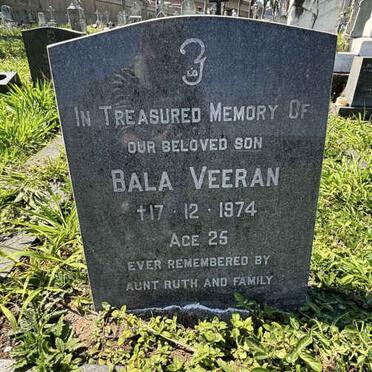 In Treasured Memory Of
our beloved son
Bala Veeran
†17 · 12 · 1974
Age 25
ever remembered by
aunt Ruth and family